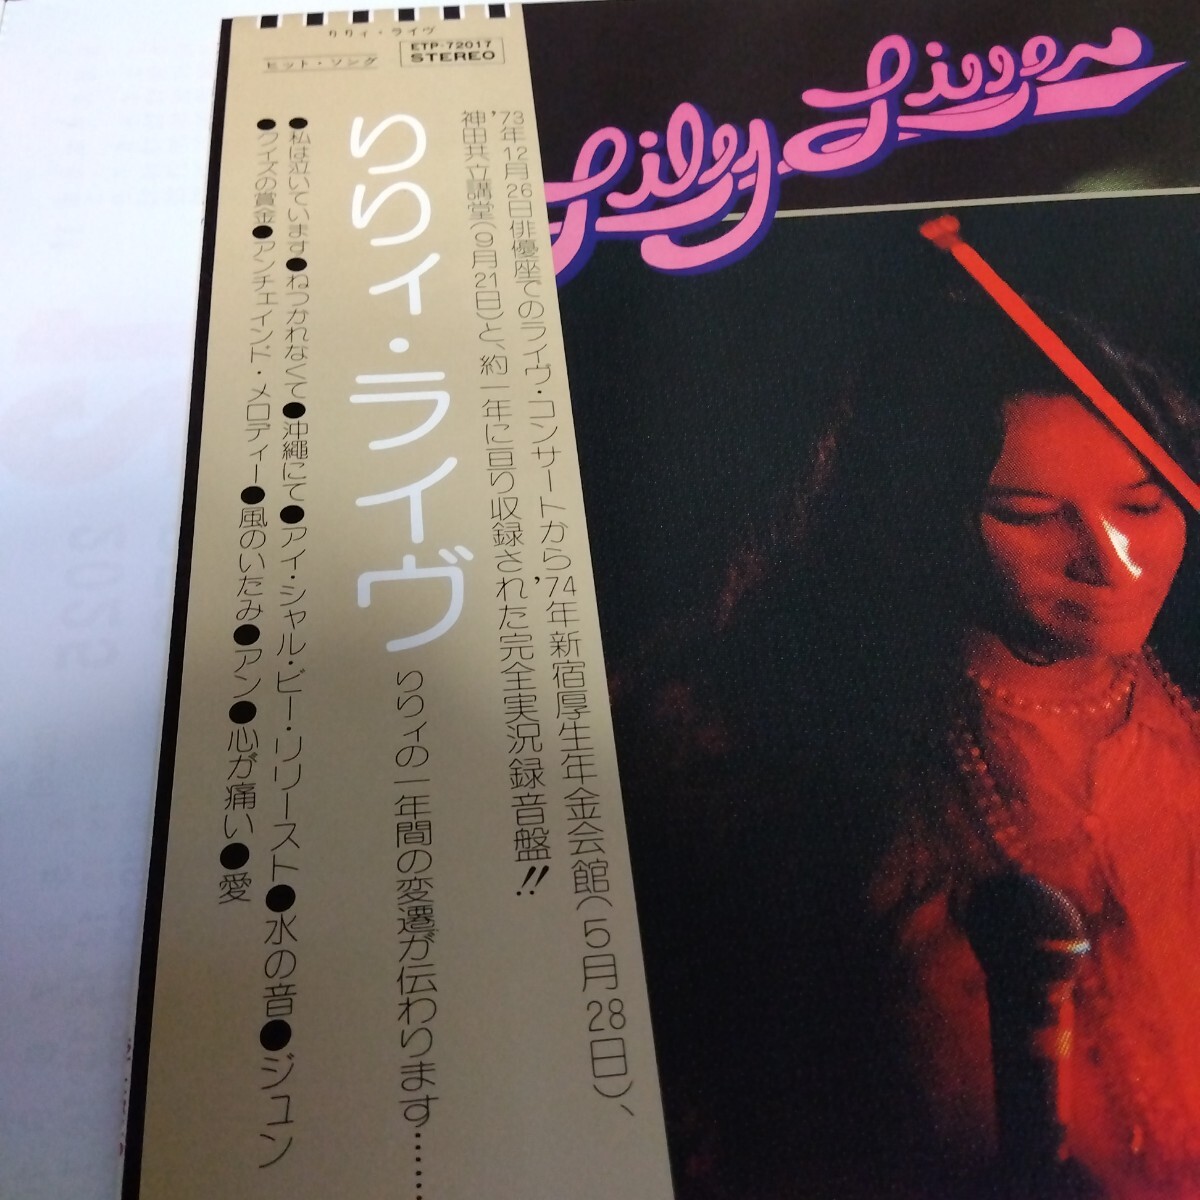 りりィ・ライヴ
ヒット・ソング
ETP-72017
STEREO
Lily Live
'73年12月26日俳優座でのライヴ・コンサートから'74年新宿厚生年金会館(5月28日)、
神田共立講堂(9月21日)と、約一年に亘り収録された完全実況録音盤!!
りりィ・ライヴ
りりィの一年間の変遷が伝わります……
●私は泣いています●ねつかれなくて●沖縄にて●アイ・シャル・ビー・リリースト●水の音●ジュン
●クイズの賞金●アンチェインド・メロディー●風のいたみ●アン●心が痛い●愛